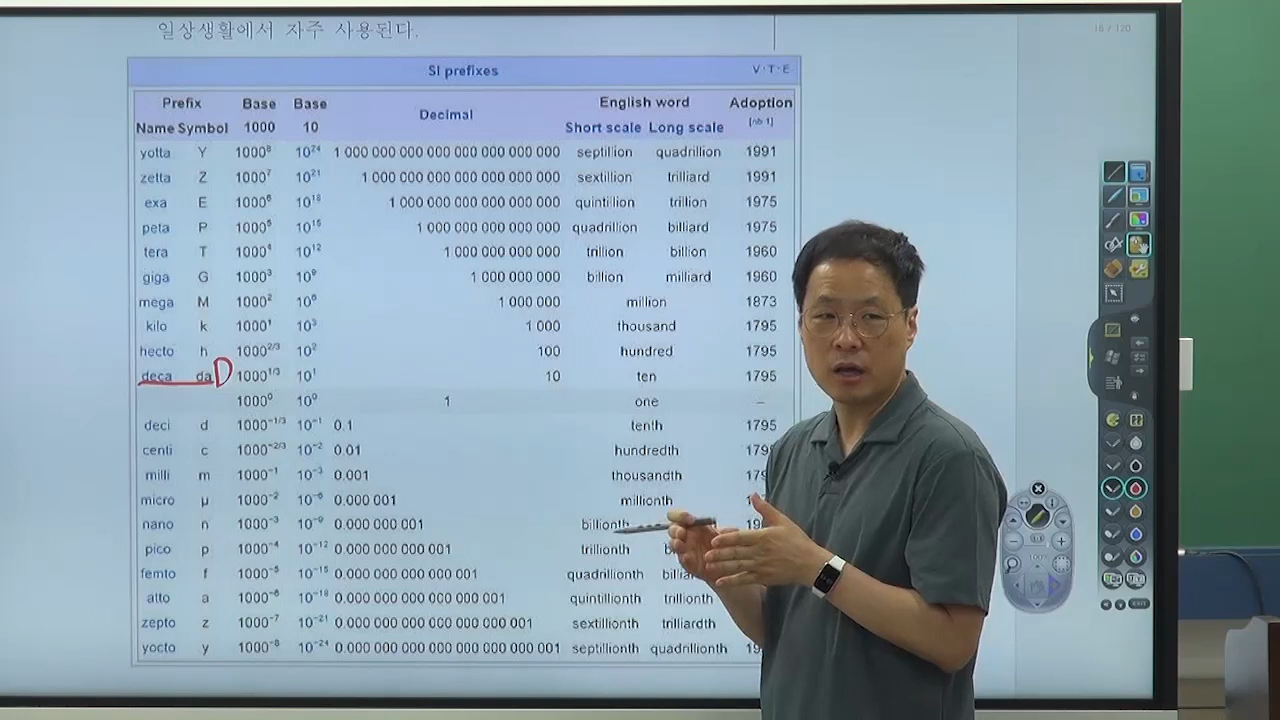 일상생활에서 자주 사용된다.
18 / 120
SI prefixes V·T·E
Prefix Base Base Decimal English word Adoption
Name Symbol 1000 10 Short scale Long scale [nb 1]
yotta Y 1000⁸ 10²⁴ 1 000 000 000 000 000 000 000 000 septillion quadrillion 1991
zetta Z 1000⁷ 10²¹ 1 000 000 000 000 000 000 000 sextillion trilliard 1991
exa E 1000⁶ 10¹⁸ 1 000 000 000 000 000 000 quintillion trillion 1975
peta P 1000⁵ 10¹⁵ 1 000 000 000 000 000 quadrillion billiard 1975
tera T 1000⁴ 10¹² 1 000 000 000 000 trillion billion 1960
giga G 1000³ 10⁹ 1 000 000 000 billion milliard 1960
mega M 1000² 10⁶ 1 000 000 million 1873
kilo k 1000¹ 10³ 1 000 thousand 1795
hecto h 1000²ᐟ³ 10² 100 hundred 1795
deca da D 1000¹ᐟ³ 10¹ 10 ten 1795
1000⁰ 10⁰ 1 one –
deci d 1000⁻¹ᐟ³ 10⁻¹ 0.1 tenth 1795
centi c 1000⁻²ᐟ³ 10⁻² 0.01 hundredth 179
milli m 1000⁻¹ 10⁻³ 0.001 thousandth 179
micro µ 1000⁻² 10⁻⁶ 0.000 001 millionth
nano n 1000⁻³ 10⁻⁹ 0.000 000 001 billionth
pico p 1000⁻⁴ 10⁻¹² 0.000 000 000 001 trillionth
femto f 1000⁻⁵ 10⁻¹⁵ 0.000 000 000 000 001 quadrillionth
atto a 1000⁻⁶ 10⁻¹⁸ 0.000 000 000 000 000 001 quintillionth trillionth
zepto z 1000⁻⁷ 10⁻²¹ 0.000 000 000 000 000 000 001 sextillionth trilliardth
yocto y 1000⁻⁸ 10⁻²⁴ 0.000 000 000 000 000 000 000 001 septillionth quadrillionth
100%
EXIT